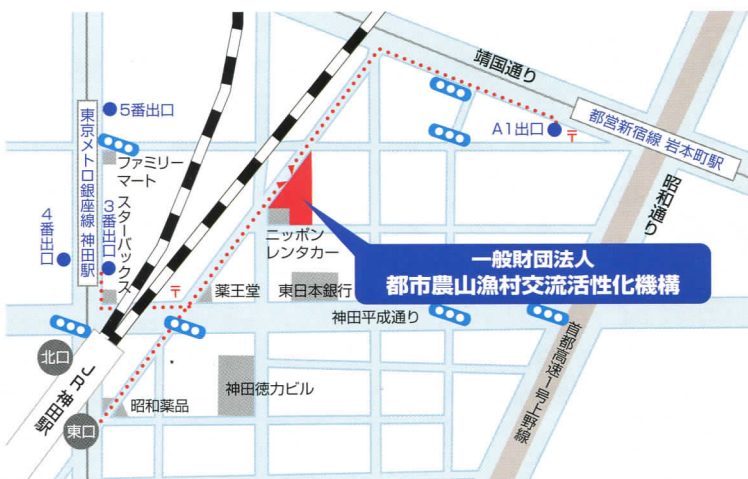 靖国通り
5番出口
A1出口
〒
都営新宿線 岩本町駅
東京メトロ銀座線 神田駅
ファミリー
マート
昭和通り
4番出口
3番出口
スターバックス
ニッポン
レンタカー
一般財団法人
都市農山漁村交流活性化機構
〒
薬王堂
東日本銀行
神田平成通り
首都高速1号上野線
北口
JR神田駅
神田徳力ビル
昭和薬品
東口